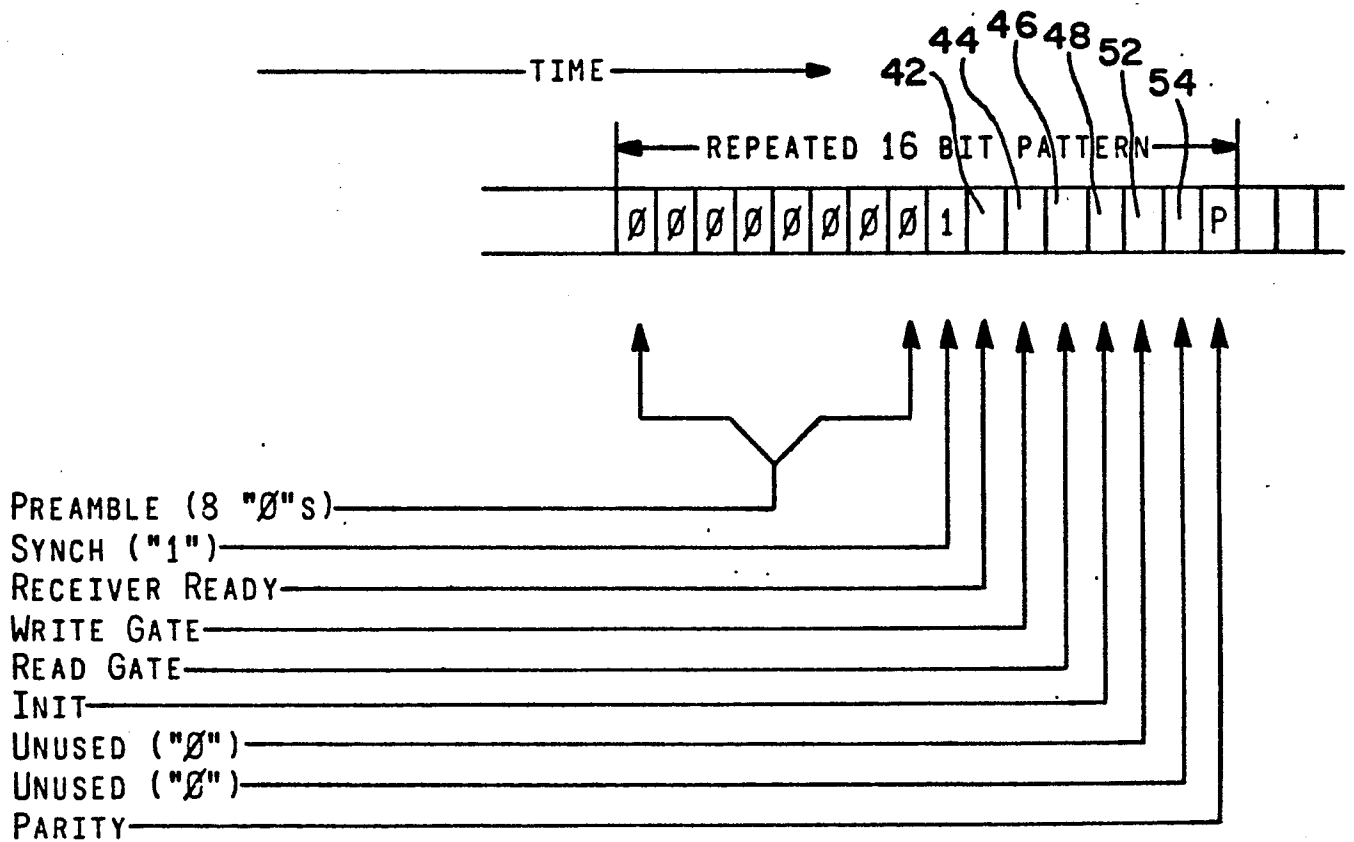 42 44 46 48 52 54
TIME
REPEATED 16 BIT PATTERN
Ø Ø Ø Ø Ø Ø Ø Ø 1 P
PREAMBLE (8 "Ø"S)
SYNCH ("1")
RECEIVER READY
WRITE GATE
READ GATE
INIT
UNUSED ("Ø")
UNUSED ("Ø")
PARITY